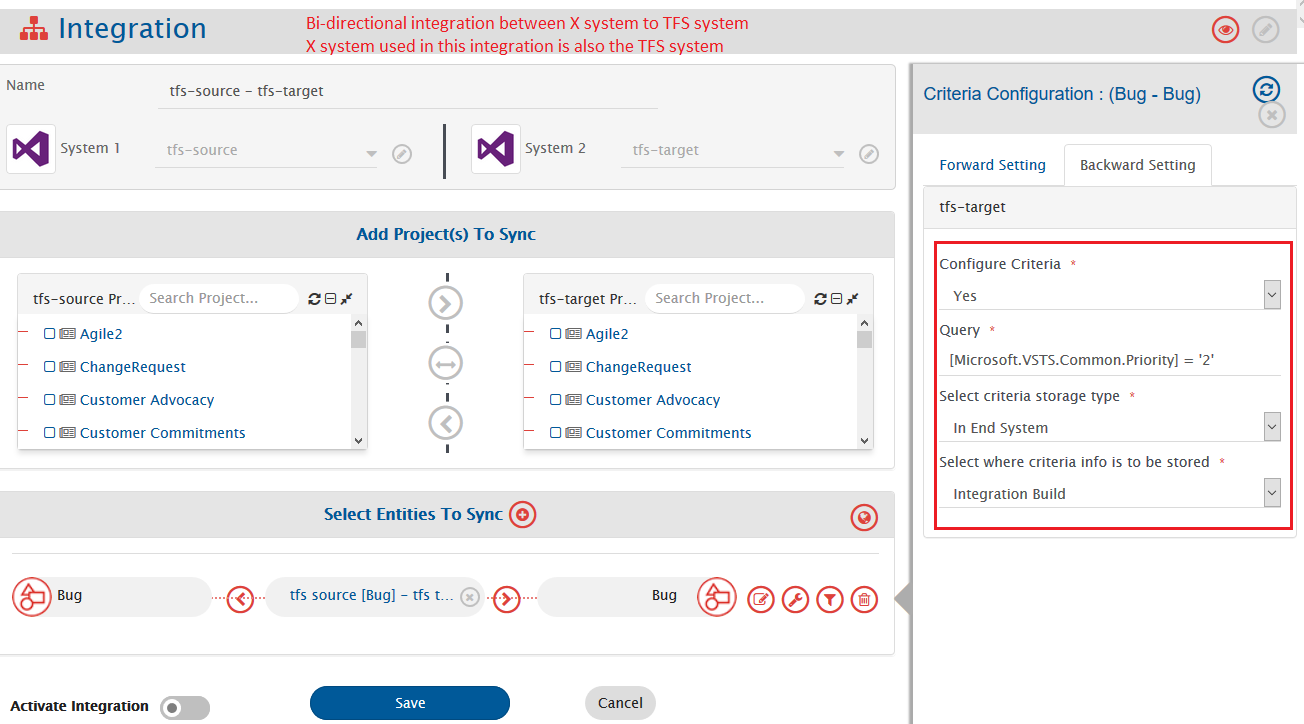 Integration
Bi-directional integration between X system to TFS system
X system used in this integration is also the TFS system
Name
tfs-source - tfs-target
System 1
tfs-source
System 2
tfs-target
Add Project(s) To Sync
tfs-source Pr...
Search Project...
Agile2
ChangeRequest
Customer Advocacy
Customer Commitments
tfs-target Pr...
Search Project...
Agile2
ChangeRequest
Customer Advocacy
Customer Commitments
Select Entities To Sync
Bug
tfs source [Bug] - tfs t...
Bug
Activate Integration
Save
Cancel
Criteria Configuration : (Bug - Bug)
Forward Setting
Backward Setting
tfs-target
Configure Criteria *
Yes
Query *
[Microsoft.VSTS.Common.Priority] = '2'
Select criteria storage type *
In End System
Select where criteria info is to be stored *
Integration Build